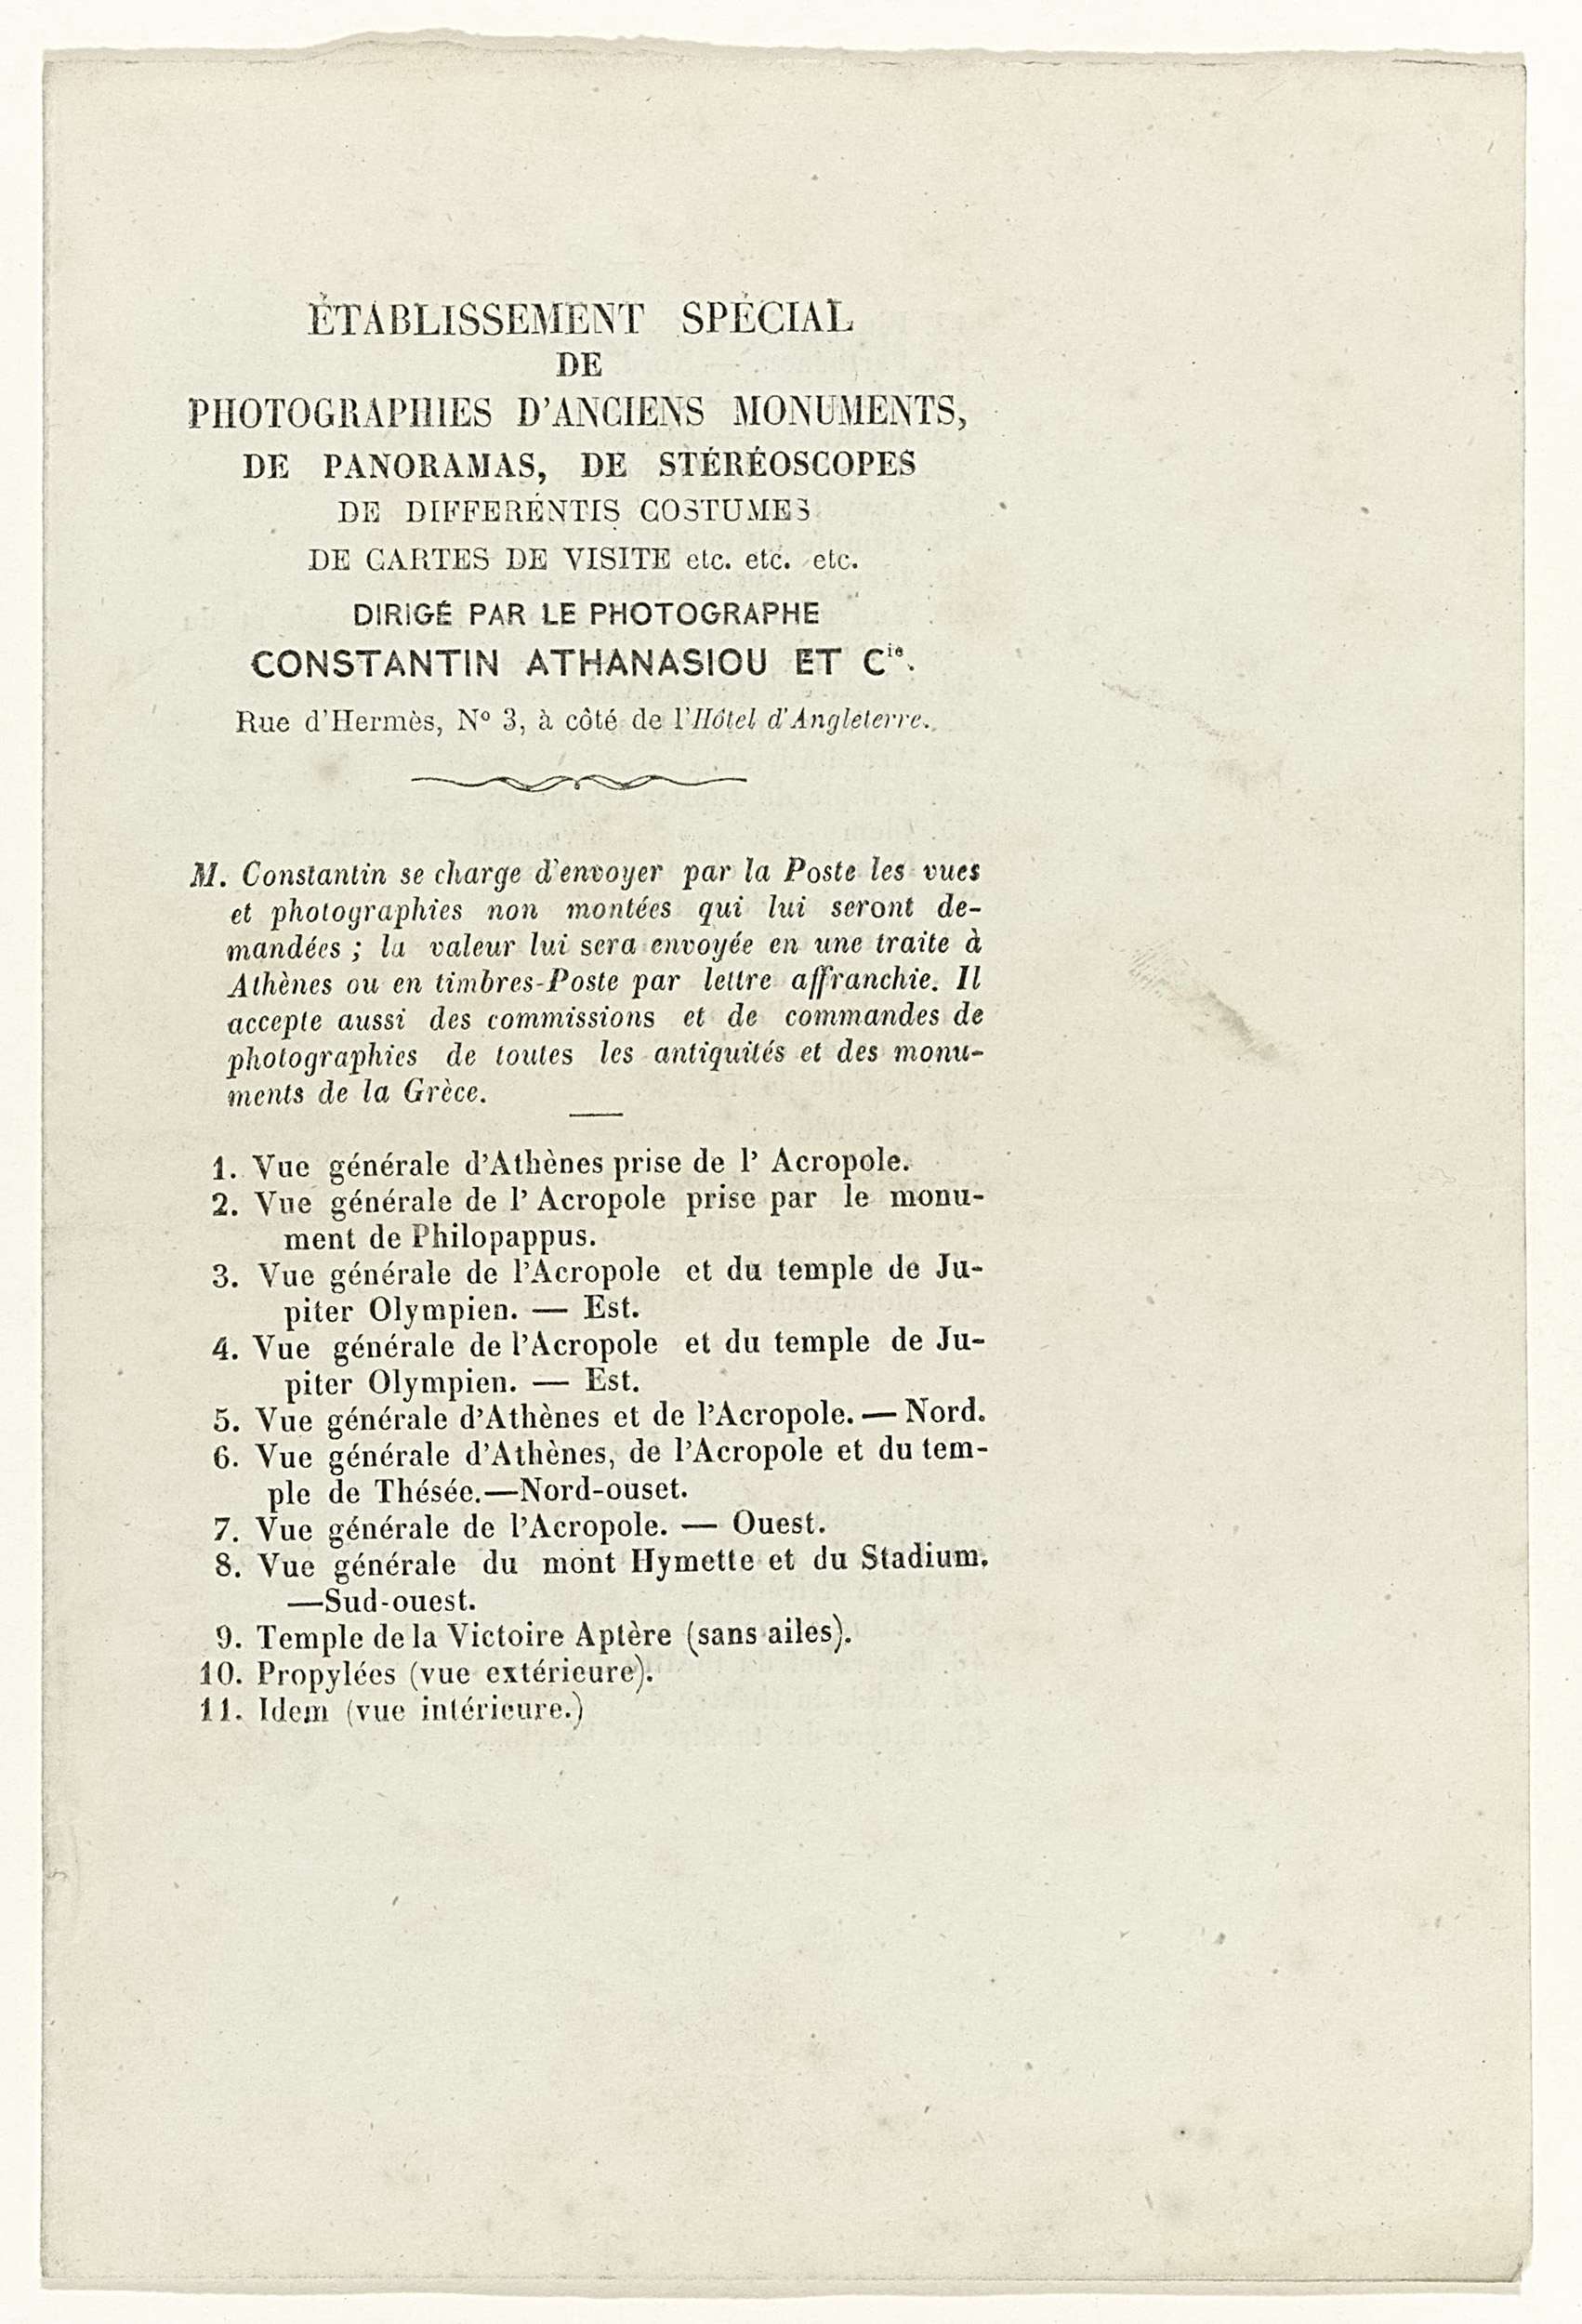 ÉTABLISSEMENT SPÉCIAL
DE
PHOTOGRAPHIES D'ANCIENS MONUMENTS,
DE PANORAMAS, DE STÉRÉOSCOPES
DE DIFFERÉNTIS COSTUMES
DE CARTES DE VISITE etc. etc. etc.
DIRIGÉ PAR LE PHOTOGRAPHE
CONSTANTIN ATHANASIOU ET Cie.
Rue d'Hermès, No 3, à côté de l'Hôtel d'Angleterre.
M. Constantin se charge d'envoyer par la Poste les vues
et photographies non montées qui lui seront de-
mandées ; la valeur lui sera envoyée en une traite à
Athènes ou en timbres-Poste par lettre affranchie. Il
accepte aussi des commissions et de commandes de
photographies de toutes les antiquités et des monu-
ments de la Grèce.
1. Vue générale d'Athènes prise de l' Acropole.
2. Vue générale de l' Acropole prise par le monu-
ment de Philopappus.
3. Vue générale de l'Acropole et du temple de Ju-
piter Olympien. — Est.
4. Vue générale de l'Acropole et du temple de Ju-
piter Olympien. — Est.
5. Vue générale d'Athènes et de l'Acropole. — Nord.
6. Vue générale d'Athènes, de l'Acropole et du tem-
ple de Thésée.—Nord-ouset.
7. Vue générale de l'Acropole. — Ouest.
8. Vue générale du mont Hymette et du Stadium.
—Sud-ouest.
9. Temple de la Victoire Aptère (sans ailes).
10. Propylées (vue extérieure).
11. Idem (vue intérieure.)